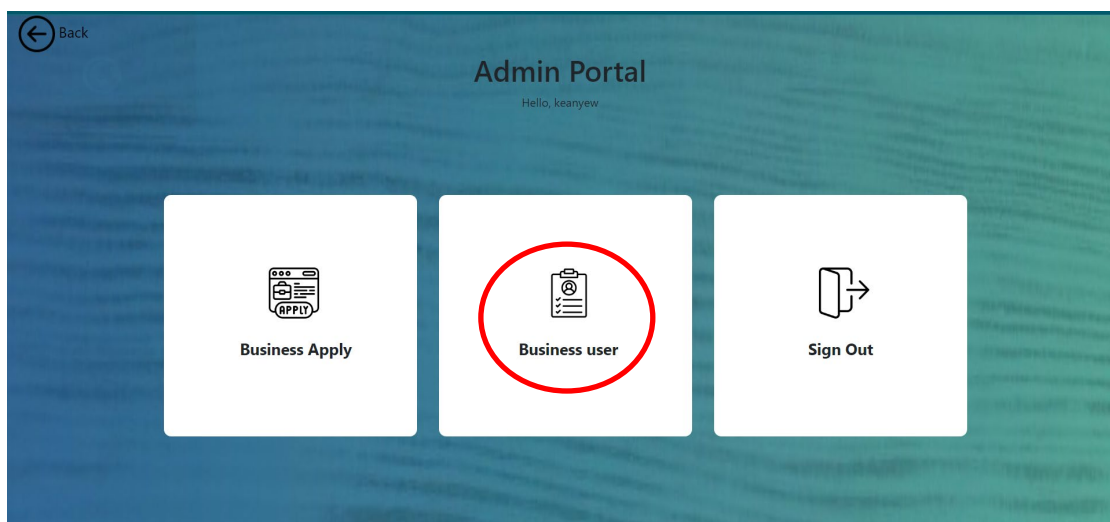 Back
Admin Portal
Hello, keanyew
APPLY
Business Apply
Business user
Sign Out